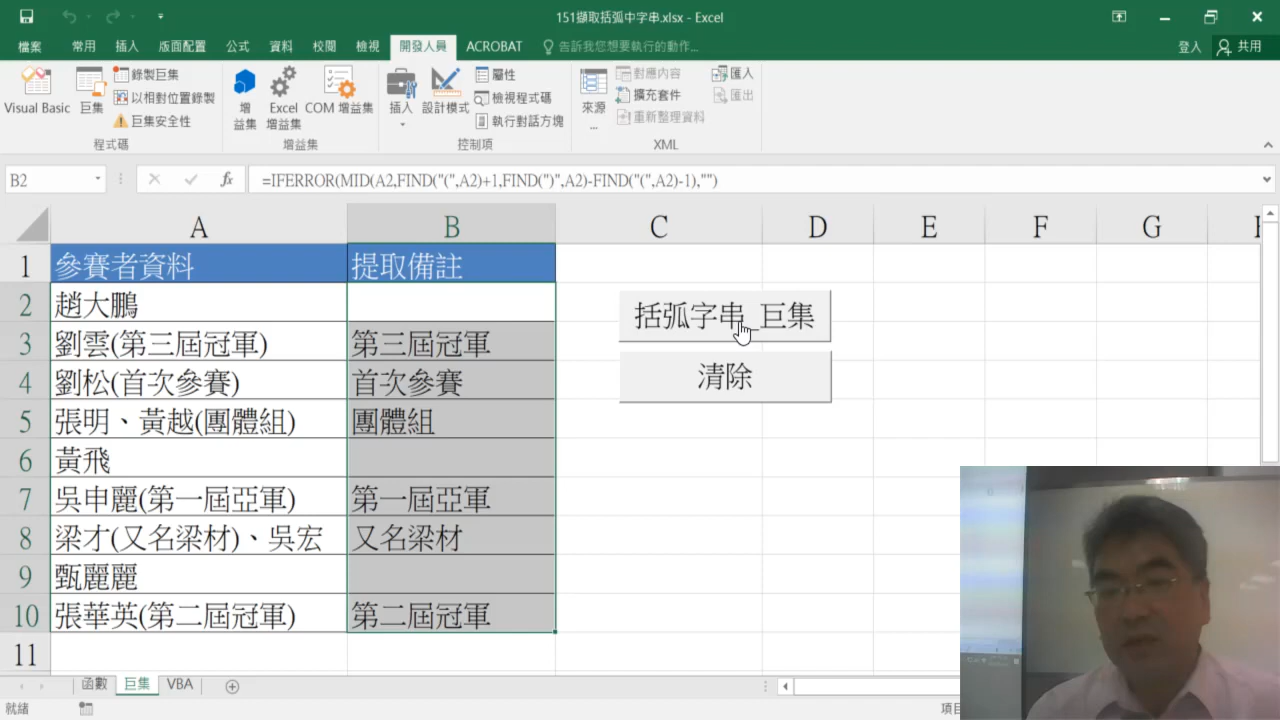 151擷取括弧中字串.xlsx - Excel
檔案 常用 插入 版面配置 公式 資料 校閱 檢視 開發人員 ACROBAT 告訴我您想要執行的動作... 登入 共用
Visual Basic 巨集 錄製巨集 以相對位置錄製 巨集安全性 程式碼
增益集 Excel 增益集 COM 增益集 增益集
插入 設計模式 屬性 檢視程式碼 執行對話方塊 控制項
來源... 對應內容 擴充套件 重新整理資料 匯入 匯出 XML
B2 fx =IFERROR(MID(A2,FIND("(",A2)+1,FIND(")",A2)-FIND("(",A2)-1),"")
A B C D E F G
1 參賽者資料 提取備註
2 趙大鵬
3 劉雲(第三屆冠軍) 第三屆冠軍
4 劉松(首次參賽) 首次參賽
5 張明、黃越(團體組) 團體組
6 黃飛
7 吳申麗(第一屆亞軍) 第一屆亞軍
8 梁才(又名梁材)、吳宏 又名梁材
9 甄麗麗
10 張華英(第二屆冠軍) 第二屆冠軍
11
括弧字串_巨集
清除
函數 巨集 VBA
就緒 項目